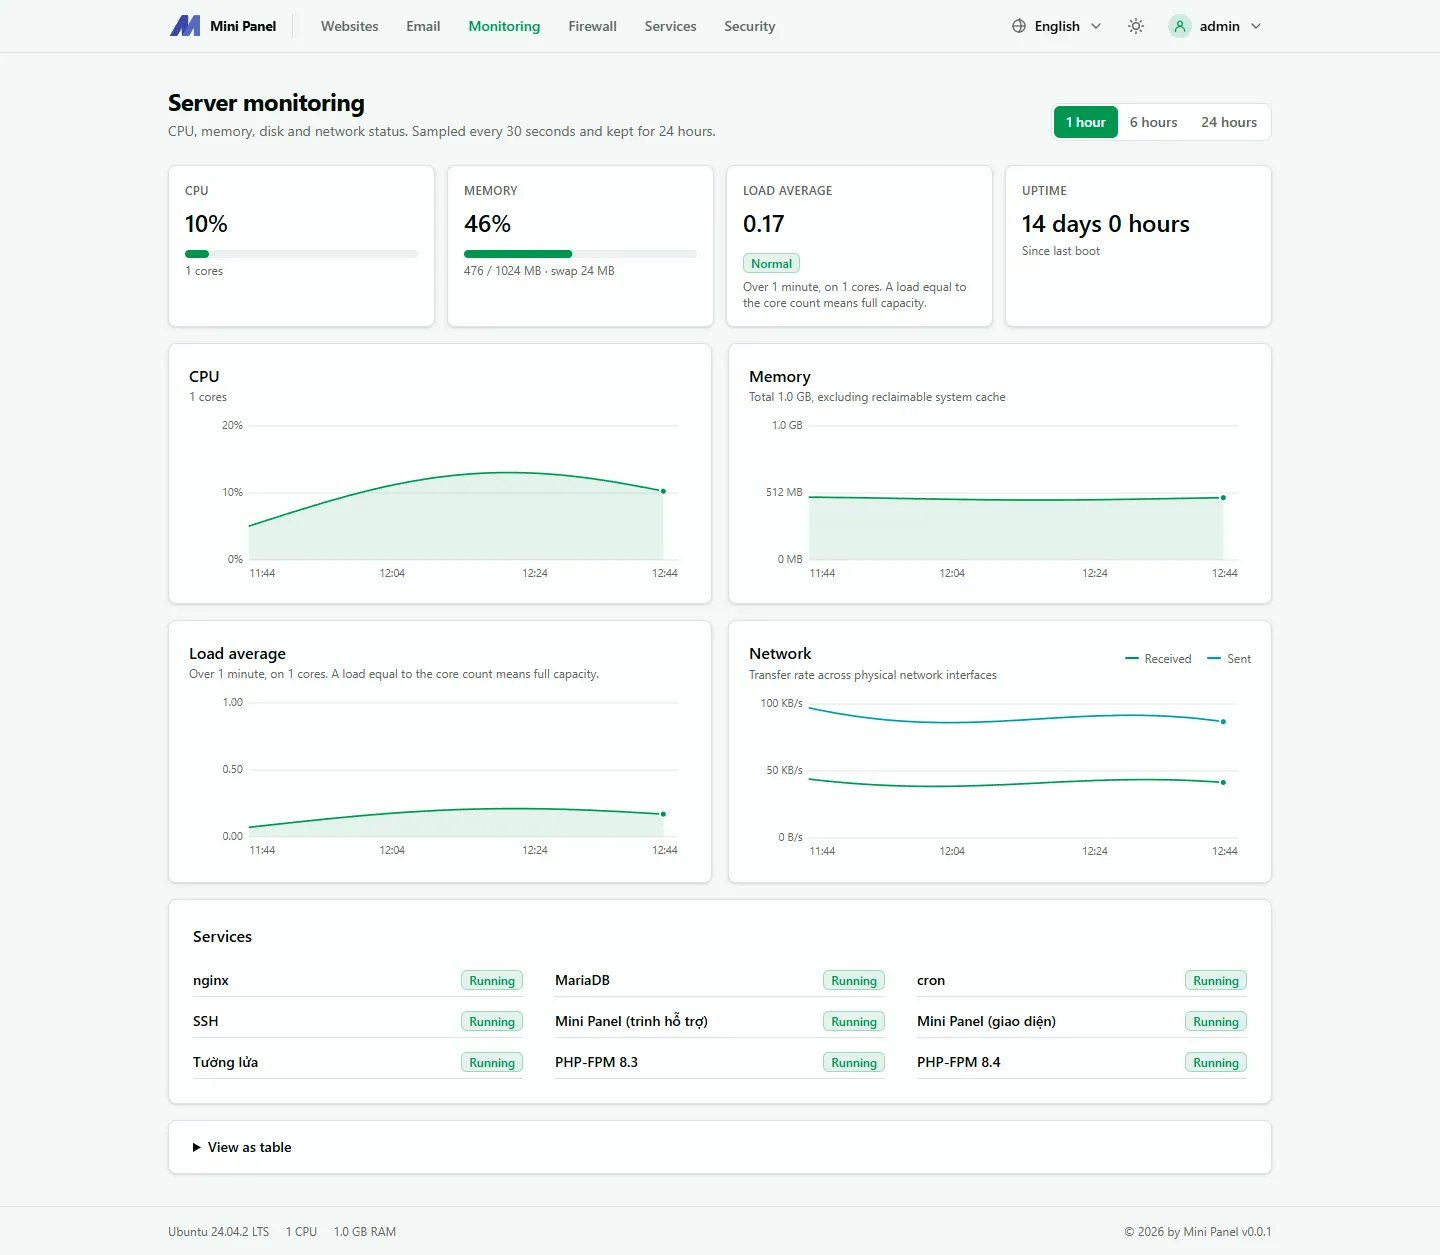 Mini Panel
Websites
Email
Monitoring
Firewall
Services
Security
English
admin
Server monitoring
CPU, memory, disk and network status. Sampled every 30 seconds and kept for 24 hours.
1 hour
6 hours
24 hours
CPU
10%
1 cores
MEMORY
46%
476 / 1024 MB · swap 24 MB
LOAD AVERAGE
0.17
Normal
Over 1 minute, on 1 cores. A load equal to
the core count means full capacity.
UPTIME
14 days 0 hours
Since last boot
CPU
1 cores
20%
10%
0%
11:44
12:04
12:24
12:44
Memory
Total 1.0 GB, excluding reclaimable system cache
1.0 GB
512 MB
0 MB
11:44
12:04
12:24
12:44
Load average
Over 1 minute, on 1 cores. A load equal to the core count means full capacity.
1.00
0.50
0.00
11:44
12:04
12:24
12:44
Network
Transfer rate across physical network interfaces
Received
Sent
100 KB/s
50 KB/s
0 B/s
11:44
12:04
12:24
12:44
Services
nginx
Running
MariaDB
Running
cron
Running
SSH
Running
Mini Panel (trình hỗ trợ)
Running
Mini Panel (giao diện)
Running
Tường lửa
Running
PHP-FPM 8.3
Running
PHP-FPM 8.4
Running
View as table
Ubuntu 24.04.2 LTS
1 CPU
1.0 GB RAM
© 2026 by Mini Panel v0.0.1